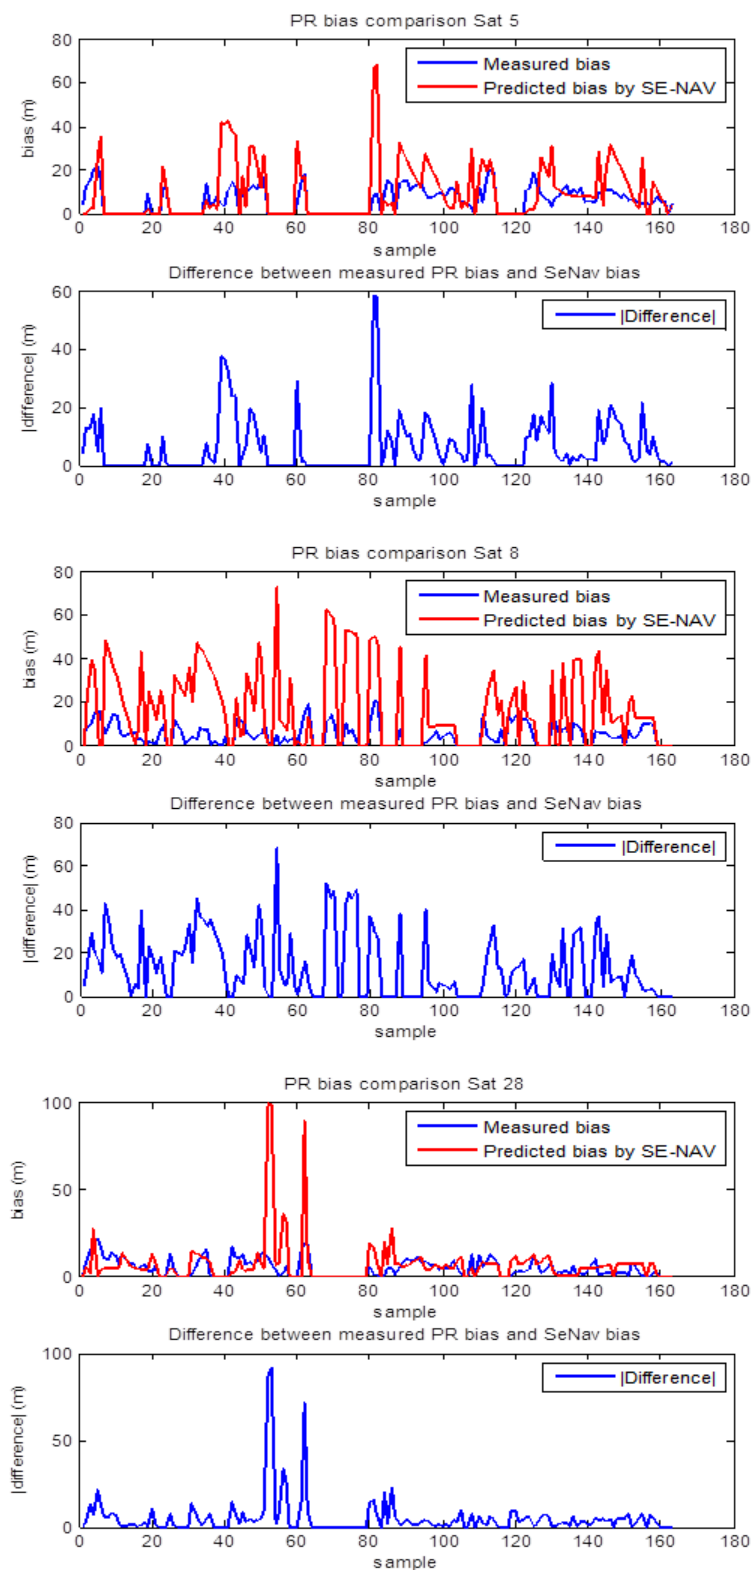 PR bias comparison Sat 5
80
60
40
20
0
bias (m)
Measured bias
Predicted bias by SE-NAV
0 20 40 60 80 100 120 140 160 180
sample
Difference between measured PR bias and SeNav bias
60
40
20
0
|difference| (m)
|Difference|
0 20 40 60 80 100 120 140 160 180
sample
PR bias comparison Sat 8
80
60
40
20
0
bias (m)
Measured bias
Predicted bias by SE-NAV
0 20 40 60 80 100 120 140 160 180
sample
Difference between measured PR bias and SeNav bias
80
60
40
20
0
|difference| (m)
|Difference|
0 20 40 60 80 100 120 140 160 180
sample
PR bias comparison Sat 28
100
50
0
bias (m)
Measured bias
Predicted bias by SE-NAV
0 20 40 60 80 100 120 140 160 180
sample
Difference between measured PR bias and SeNav bias
100
50
0
|difference| (m)
|Difference|
0 20 40 60 80 100 120 140 160 180
sample